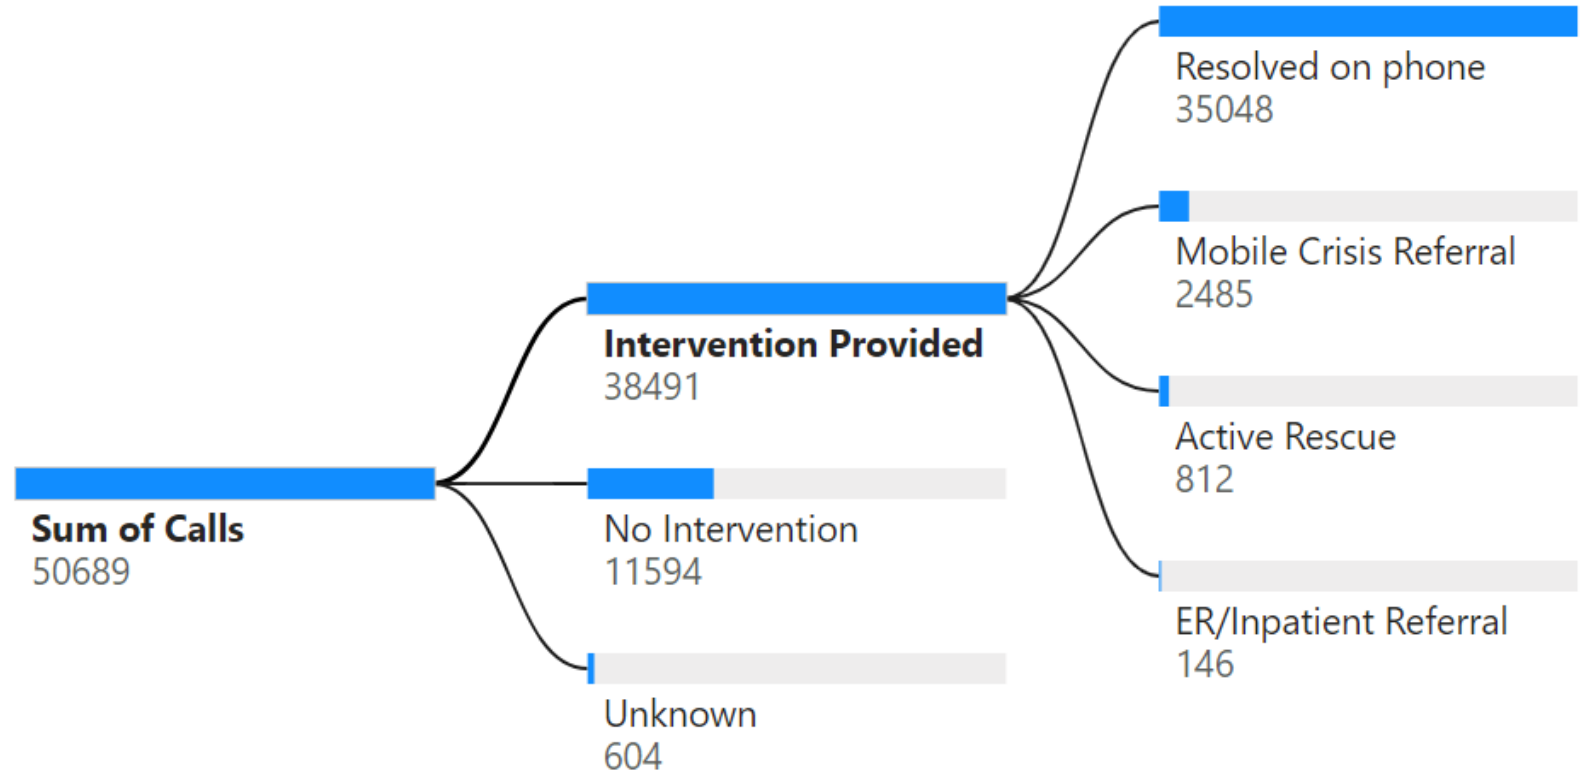 Sum of Calls
50689
Intervention Provided
38491
No Intervention
11594
Unknown
604
Resolved on phone
35048
Mobile Crisis Referral
2485
Active Rescue
812
ER/Inpatient Referral
146